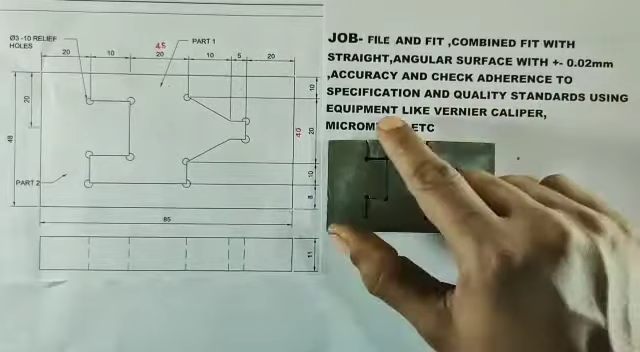 Ø3 -10 RELIEF
HOLES
PART 1
20
10
45
20
10
5
20
20
48
10
20
40
10
8
PART 2
85
11
JOB- FILE AND FIT ,COMBINED FIT WITH
STRAIGHT,ANGULAR SURFACE WITH +- 0.02mm
,ACCURACY AND CHECK ADHERENCE TO
SPECIFICATION AND QUALITY STANDARDS USING
EQUIPMENT LIKE VERNIER CALIPER,
ETC